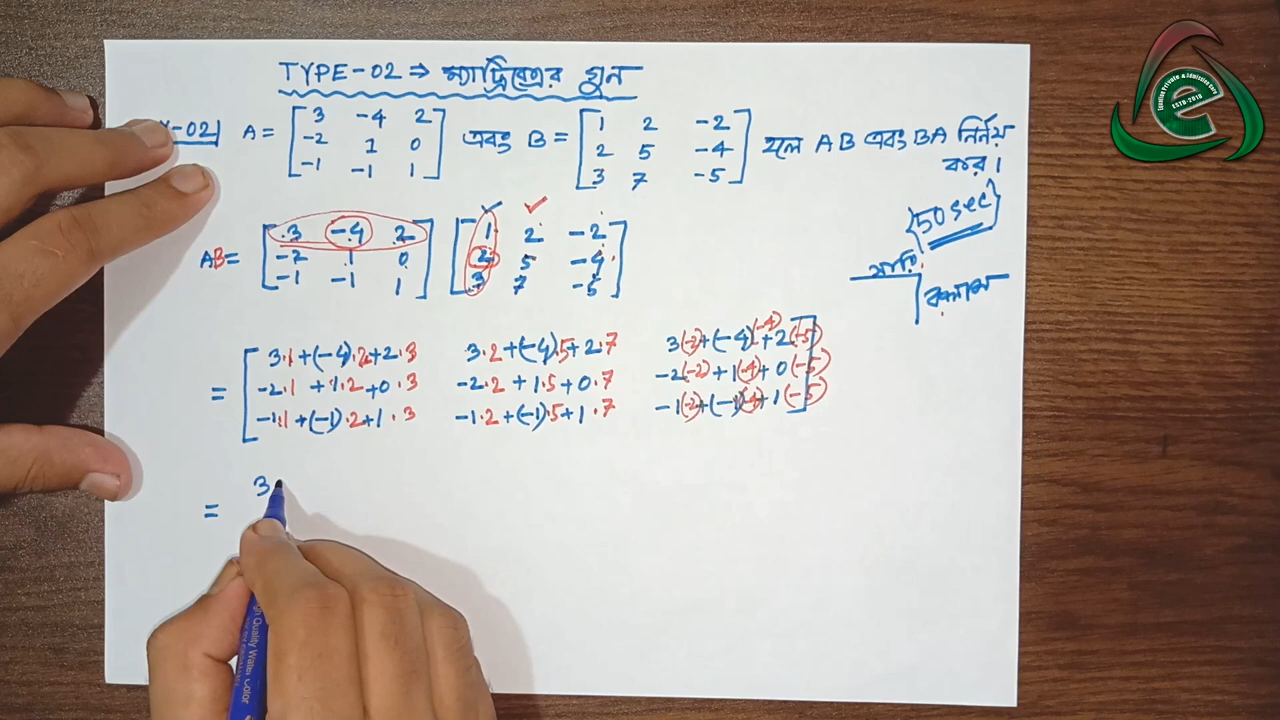 TYPE-02 ⇒ ম্যাট্রিক্সের গুন
-02] A = [3 -4 2; -2 1 0; -1 -1 1] এবং B = [1 2 -2; 2 5 -4; 3 7 -5] হলে AB এবং BA নির্নয়
কর।
{50 sec}
সারি
কলাম
AB = [3 -4 2; -2 1 0; -1 -1 1] [1 2 -2; 2 5 -4; 3 7 -5]
= [3.1+(-4).2+2.3 3.2+(-4).5+2.7 3(-2)+(-4)(-4)+2(-5)
-2.1+1.2+0.3 -2.2+1.5+0.7 -2(-2)+1(-4)+0(-5)
-1.1+(-1).2+1.3 -1.2+(-1).5+1.7 -1(-2)+(-1)(-4)+1(-5)]
= 3
e
ESTD-2018